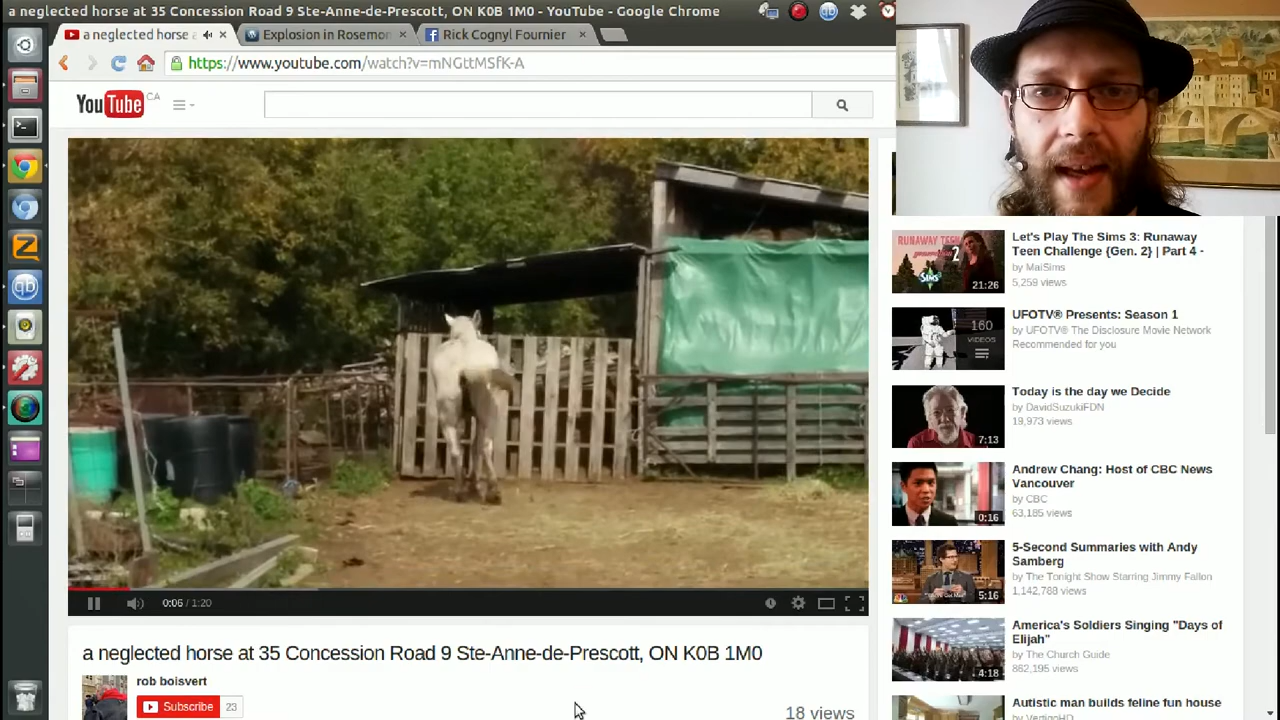 a neglected horse at 35 Concession Road 9 Ste-Anne-de-Prescott, ON K0B 1M0 - YouTube - Google Chrome
a neglected horse a
Explosion in Rosemon
Rick Cognyl Fournier
https://www.youtube.com/watch?v=mNGttMSfK-A
YouTube CA
RUNAWAY TEEN
generation 2
21:26
Let's Play The Sims 3: Runaway
Teen Challenge {Gen. 2} | Part 4 -
by MaiSims
5,259 views
160
VIDEOS
UFOTV® Presents: Season 1
by UFOTV® The Disclosure Movie Network
Recommended for you
7:13
Today is the day we Decide
by DavidSuzukiFDN
19,973 views
0:16
Andrew Chang: Host of CBC News
Vancouver
by CBC
63,185 views
5:16
5-Second Summaries with Andy
Samberg
by The Tonight Show Starring Jimmy Fallon
1,142,788 views
4:18
America's Soldiers Singing "Days of
Elijah"
by The Church Guide
862,195 views
Autistic man builds feline fun house
by VertigoHD
0:06 / 1:20
a neglected horse at 35 Concession Road 9 Ste-Anne-de-Prescott, ON K0B 1M0
rob boisvert
Subscribe 23
18 views